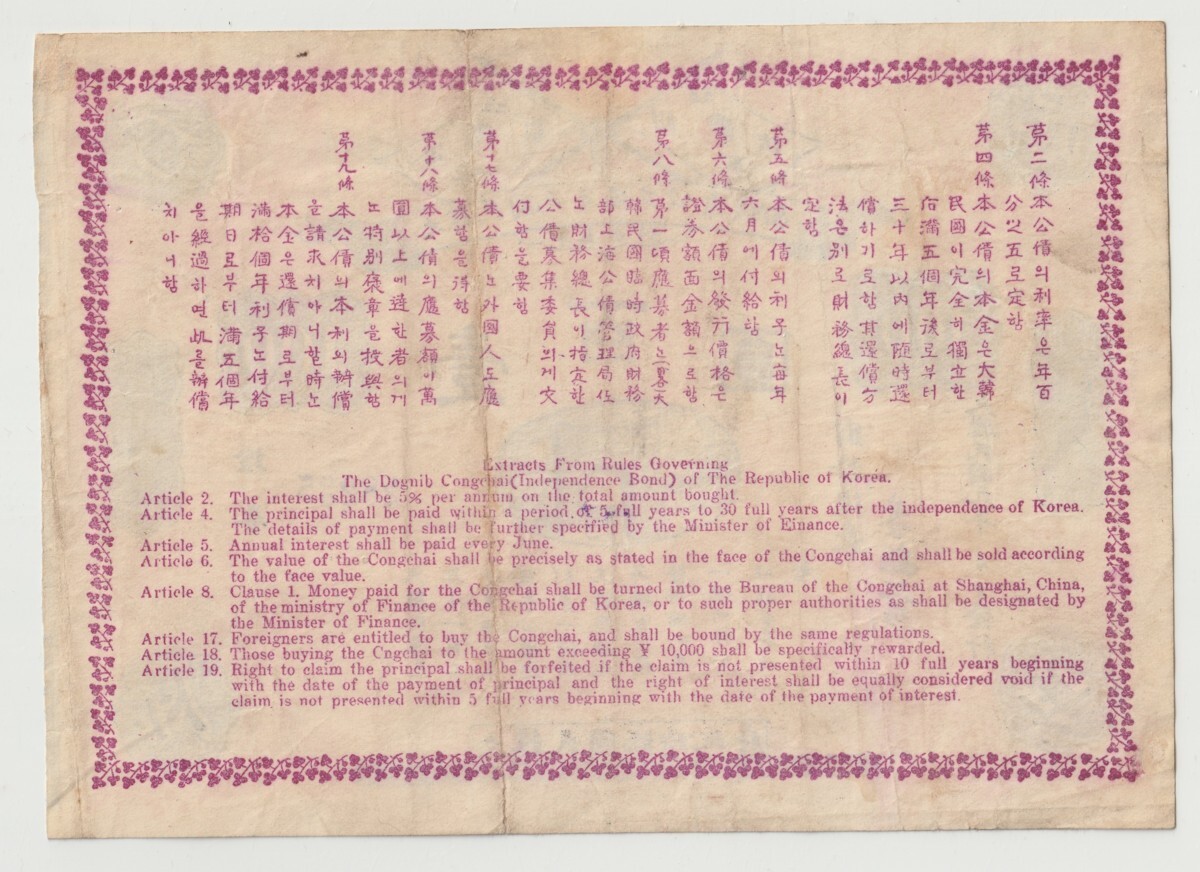 第二條 本公債의利率은年百
分之五로定함
第四條 本公債의本金은大韓
民國이完全히獨立한
后滿五個年後로부터
三十年以內에隨時還
償하기로함其還償方
法은別로財務總長이
定함
第五條 本公債의利子는每年
六月에付給함
第六條 本公債의發行價格은
證券額面金額으로함
第八條 第一項應募者는大
韓民國臨時政府財務
部上海公債管理局
는財務總長이指定한
公債募集委員의게交
付함을要함
第十七條 本公債는外國人도應
募함을得함
第十八條 本公債의應募額이萬
圓以上에達한者의게
는特別褒章을授與함
第十九條 本公債의本利의辦償
을請求치아니할時는
本金은還償期로부터
滿拾個年利子는付給
期日로부터滿五個年
을經過하면此를辦償
치아니함
Extracts From Rules Governing
The Dognib Congchai(Independence Bond) of The Republic of Korea.
Article 2. The interest shall be 5% per annum on the total amount bought.
Article 4. The principal shall be paid within a period of 5 full years to 30 full years after the independence of Korea.
The details of payment shall be further specified by the Minister of Einance.
Article 5. Annual interest shall be paid every June.
Article 6. The value of the Congchai shall be precisely as stated in the face of the Congchai and shall be sold according
to the face value.
Article 8. Clause 1. Money paid for the Congchai shall be turned into the Bureau of the Congchai at Shanghai, China,
of the ministry of Finance of the Republic of Korea, or to such proper authorities as shall be designated by
the Minister of Finance.
Article 17. Foreigners are entitled to buy the Congchai, and shall be bound by the same regulations.
Article 18. Those buying the Cngchai to the amount exceeding ¥ 10,000 shall be specifically rewarded.
Article 19. Right to claim the principal shall be forfeited if the claim is not presented within 10 full years beginning
with the date of the payment of principal and the right of interest shall be equally considered void if the
claim is not presented within 5 full years beginning with the date of the payment of interest.